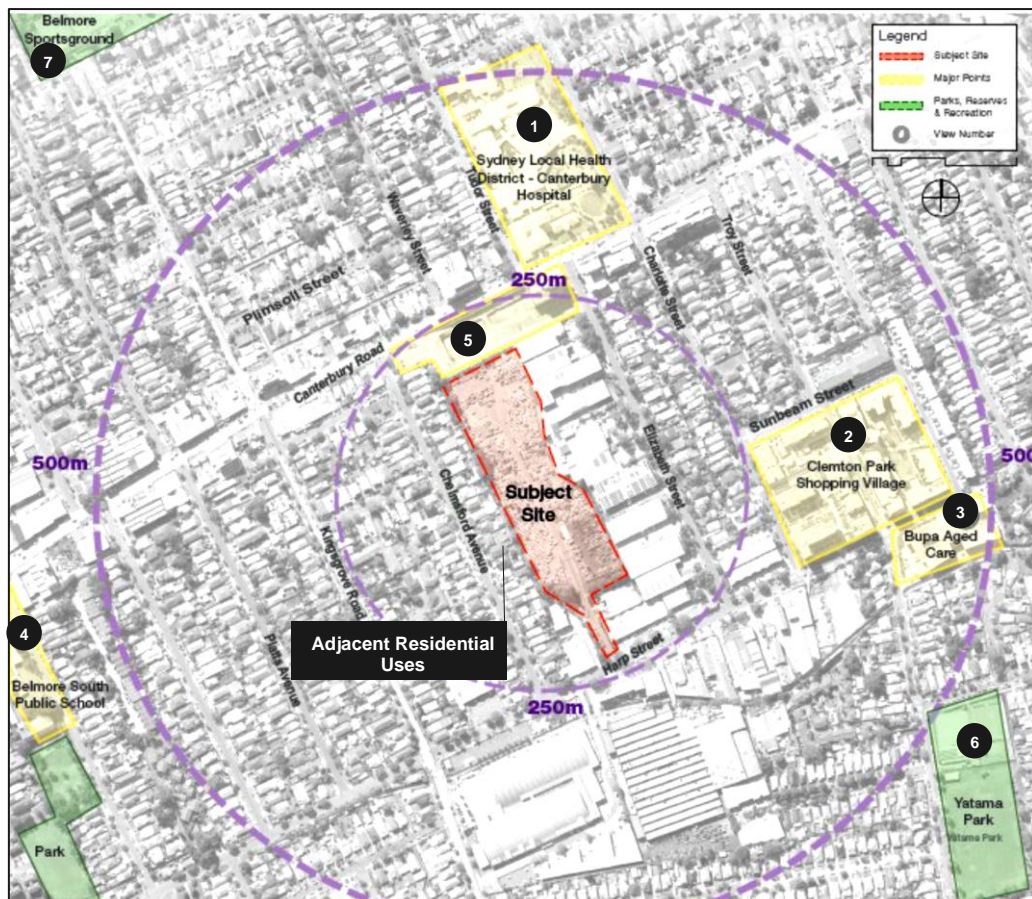 Belmore
Sportsground
7
Legend
Subject Site
Major Points
Parks, Reserves
& Recreation
View Number
1
Sydney Local Health
District - Canterbury
Hospital
Tudor Street
Waverley Street
Charlotte Street
Troy Street
Plimsoll Street
250m
5
Canterbury Road
Sunbeam Street
Elizabeth Street
2
Clemton Park
Shopping Village
500m
500
Chelmsford Avenue
Subject
Site
3
Bupa Aged
Care
Kingsgrove Road
Adjacent Residential
Uses
4
Harp Street
Belmore South
Public School
Platts Avenue
250m
6
Yatama
Park
Yatama Park
Park